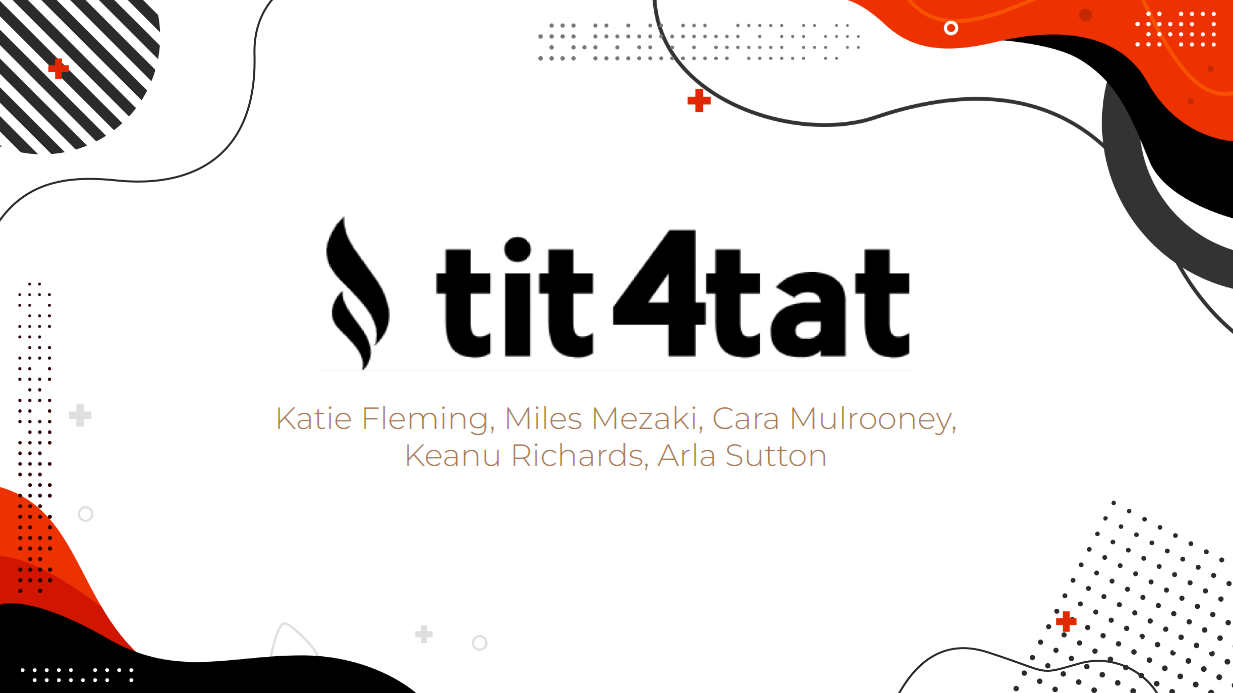 tit4tat
Katie Fleming, Miles Mezaki, Cara Mulrooney,
Keanu Richards, Arla Sutton